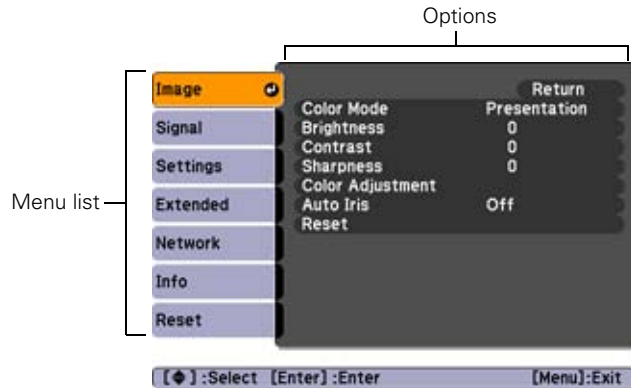 Options
Menu list
Image
Signal
Settings
Extended
Network
Info
Reset
Return
Color Mode Presentation
Brightness 0
Contrast 0
Sharpness 0
Color Adjustment
Auto Iris Off
Reset
[◆] :Select [Enter] :Enter [Menu]:Exit